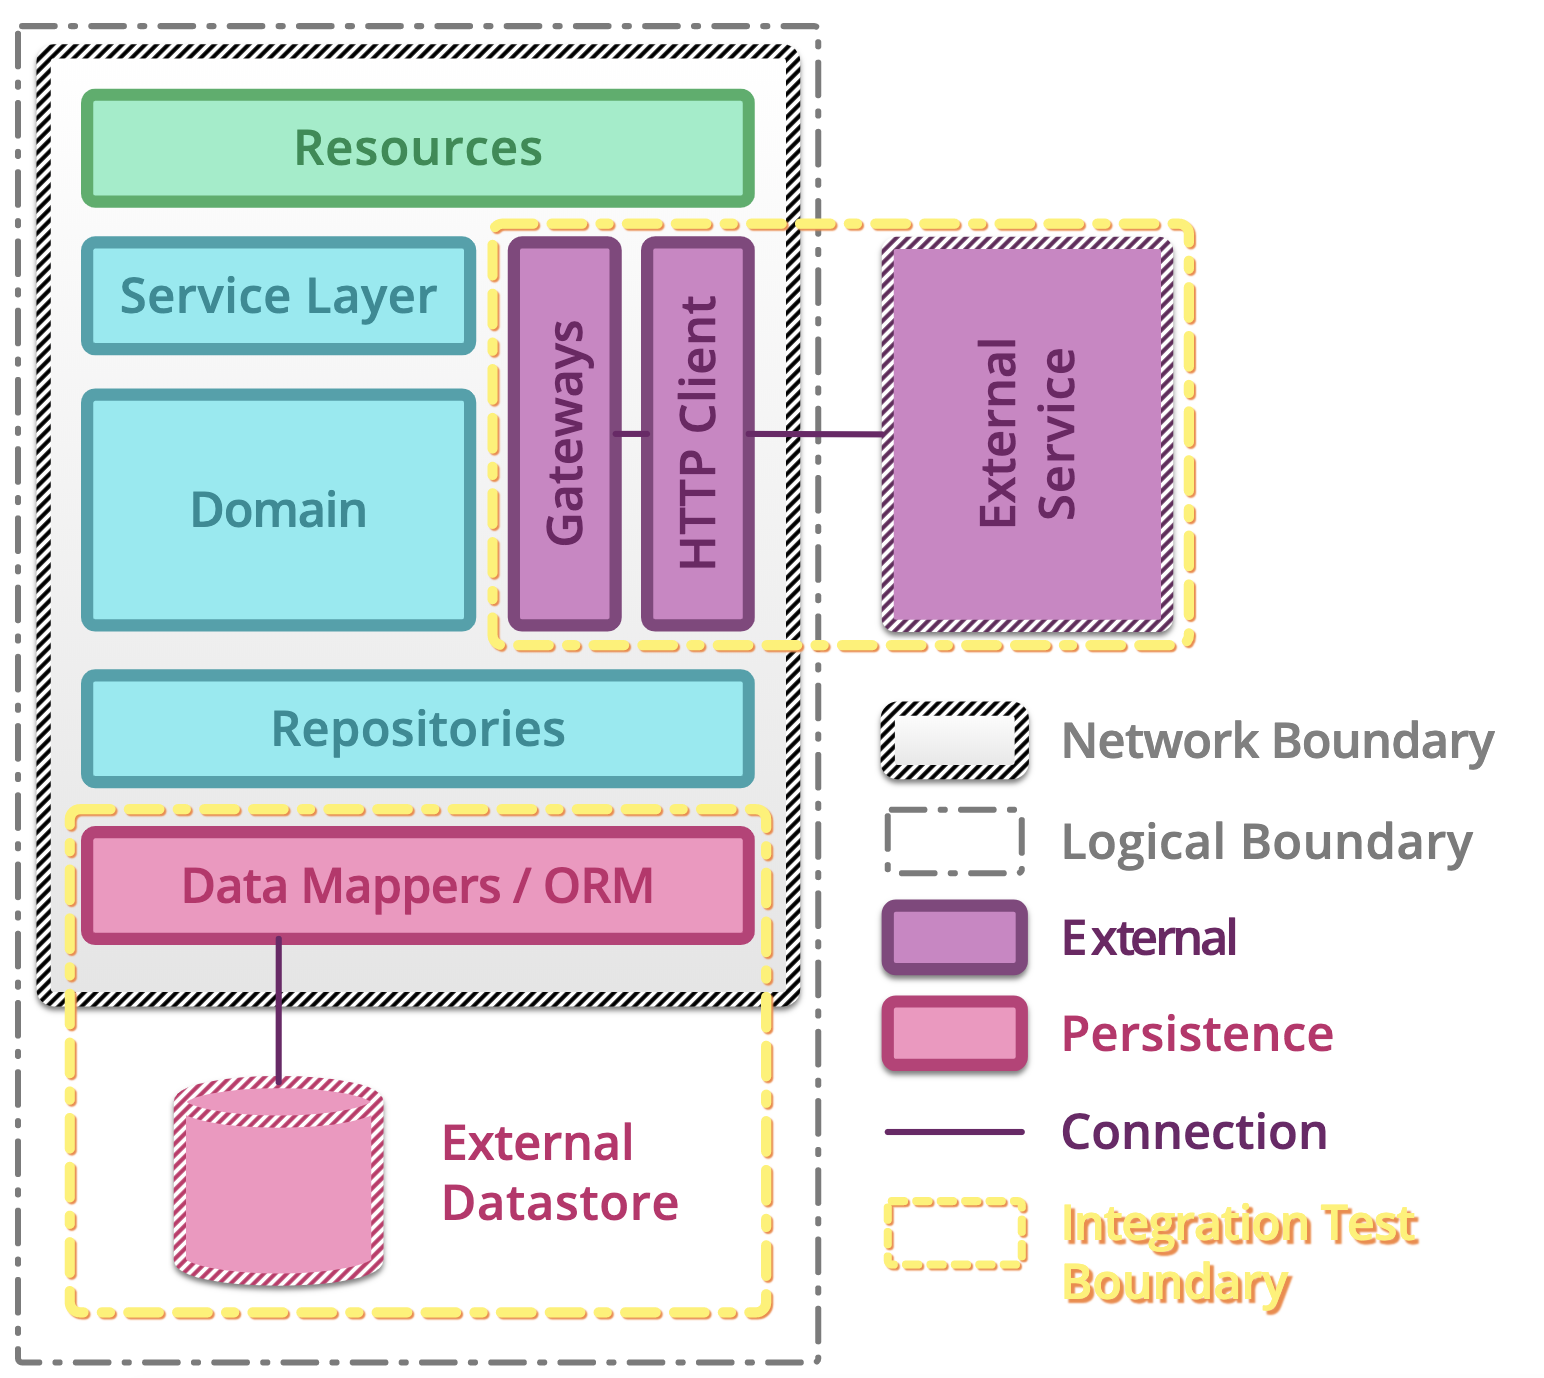 Resources
Service Layer
Gateways
HTTP Client
External
Service
Domain
Repositories
Data Mappers / ORM
External
Datastore
Network Boundary
Logical Boundary
External
Persistence
Connection
Integration Test
Boundary